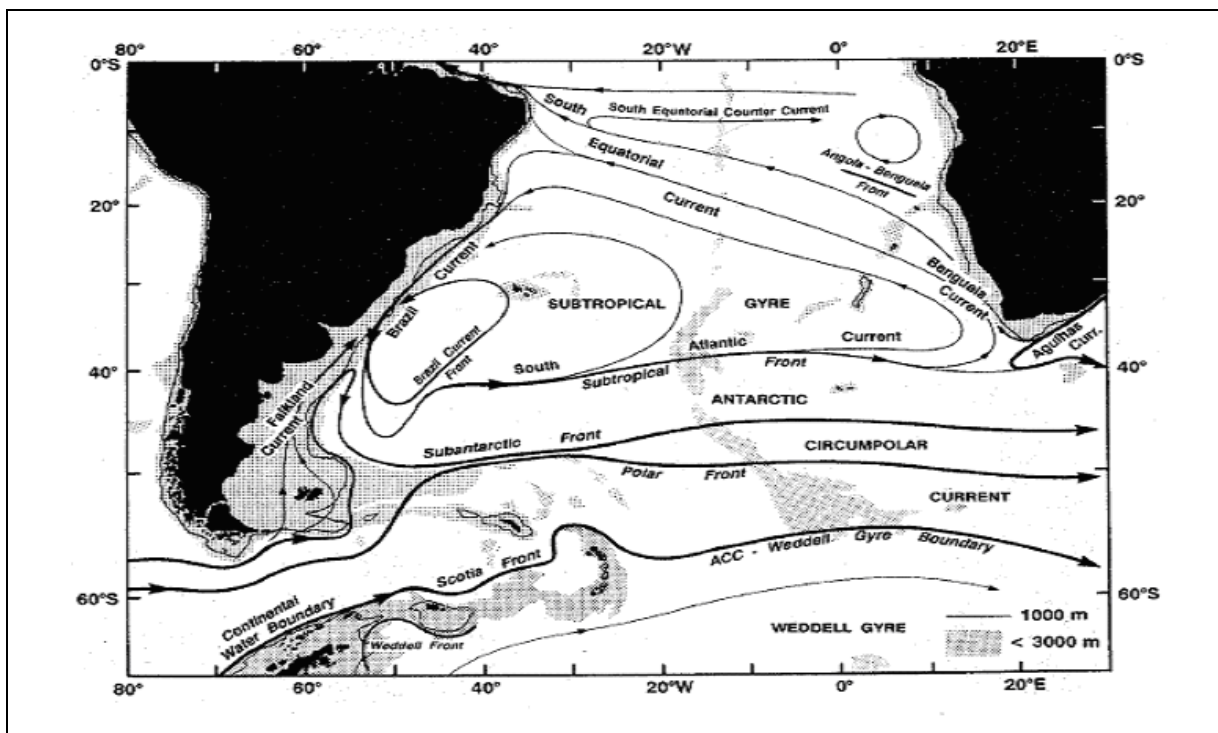 80° 60° 40° 20°W 0° 20°E
0°S 0°S
South
South Equatorial Counter Current
Equatorial
Angola - Benguela
Front
20° 20°
Current
Current
Benguela
Current
SUBTROPICAL GYRE
Brazil
Brazil Current
Front
Current
Agulhas
Curr.
South Atlantic
Subtropical Front
40° 40°
Falkland
Current
ANTARCTIC
Subantarctic Front
CIRCUMPOLAR
Polar Front
CURRENT
ACC - Weddell Gyre Boundary
Scotia Front
60°S 60°S
Continental
Water Boundary
1000 m
WEDDELL GYRE
< 3000 m
Weddell Front
80° 60° 40° 20°W 0° 20°E